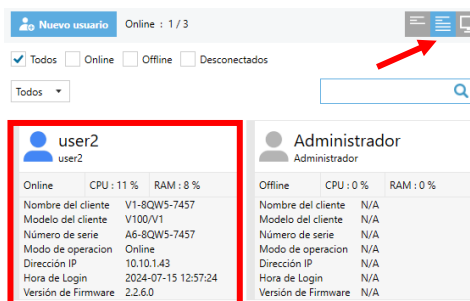 Nuevo usuario Online : 1 / 3
Todos Online Offline Desconectados
Todos
user2
user2
Online CPU : 11 % RAM : 8 %
Nombre del cliente V1-8QW5-7457
Modelo del cliente V100/V1
Número de serie A6-8QW5-7457
Modo de operacion Online
Dirección IP 10.10.1.43
Hora de Login 2024-07-15 12:57:24
Versión de Firmware 2.2.6.0
Administrador
Administrador
Offline CPU : 0 % RAM : 0 %
Nombre del cliente N/A
Modelo del cliente N/A
Número de serie N/A
Modo de operacion N/A
Dirección IP N/A
Hora de Login N/A
Versión de Firmware N/A